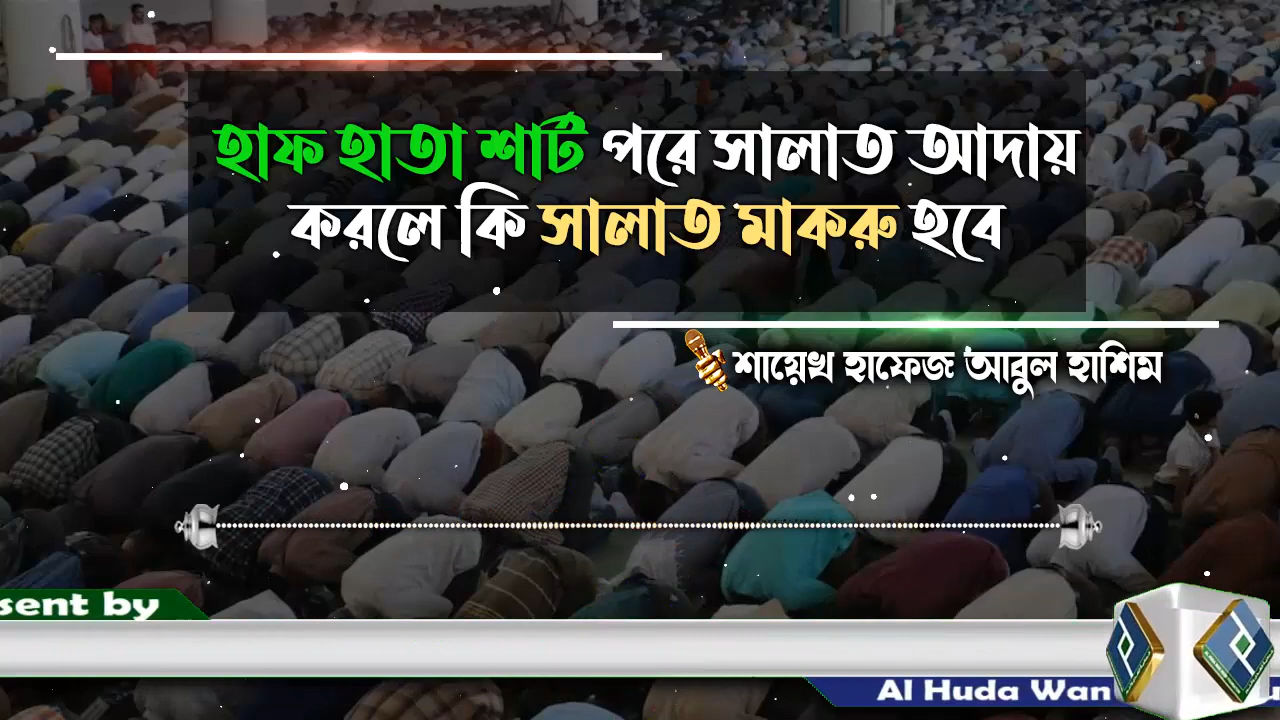 হাফ হাতা শার্ট পরে সালাত আদায়
করলে কি সালাত মাকরু হবে
শায়েখ হাফেজ আবুল হাশিম
sent by
Al Huda Wan